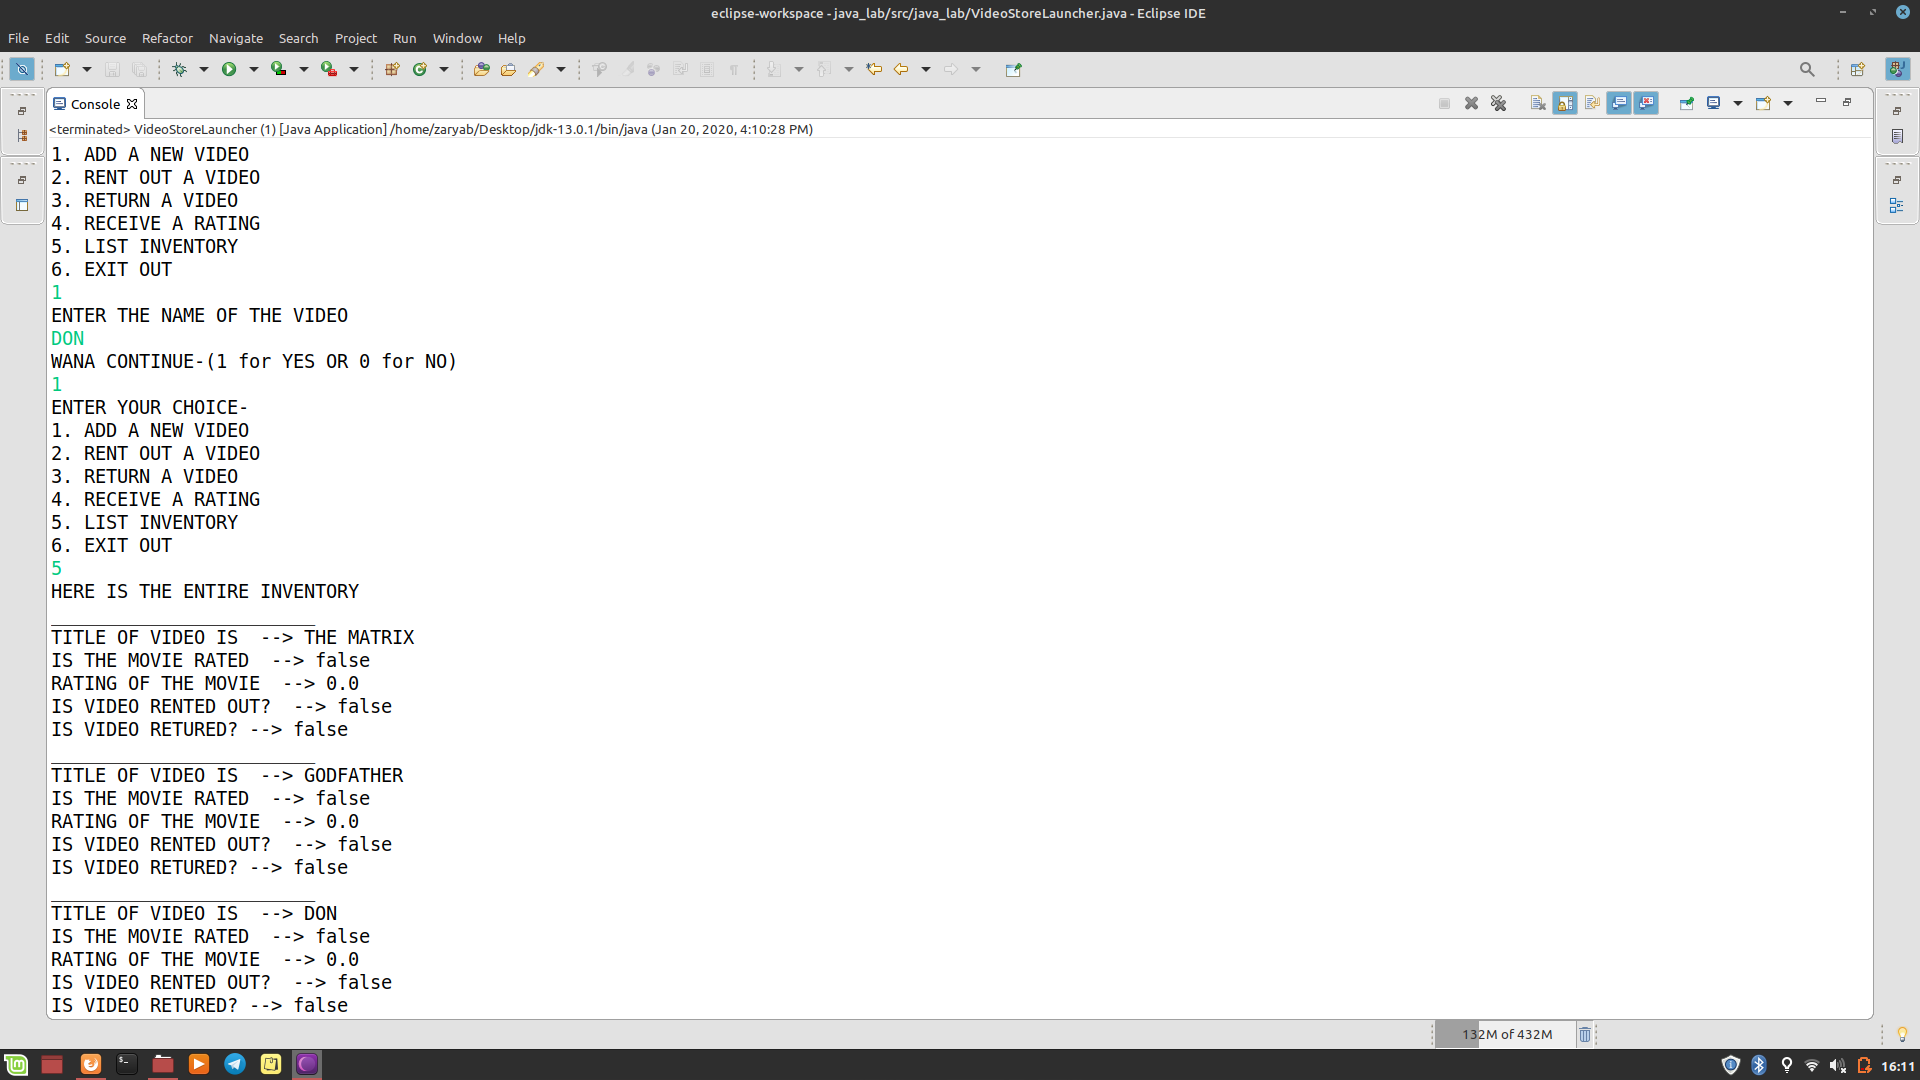 eclipse-workspace - java_lab/src/java_lab/VideoStoreLauncher.java - Eclipse IDE
File Edit Source Refactor Navigate Search Project Run Window Help
Console
<terminated> VideoStoreLauncher (1) [Java Application] /home/zaryab/Desktop/jdk-13.0.1/bin/java (Jan 20, 2020, 4:10:28 PM)
1. ADD A NEW VIDEO
2. RENT OUT A VIDEO
3. RETURN A VIDEO
4. RECEIVE A RATING
5. LIST INVENTORY
6. EXIT OUT
1
ENTER THE NAME OF THE VIDEO
DON
WANA CONTINUE-(1 for YES OR 0 for NO)
1
ENTER YOUR CHOICE-
1. ADD A NEW VIDEO
2. RENT OUT A VIDEO
3. RETURN A VIDEO
4. RECEIVE A RATING
5. LIST INVENTORY
6. EXIT OUT
5
HERE IS THE ENTIRE INVENTORY
________________________
TITLE OF VIDEO IS  --> THE MATRIX
IS THE MOVIE RATED  --> false
RATING OF THE MOVIE  --> 0.0
IS VIDEO RENTED OUT?  --> false
IS VIDEO RETURED? --> false
________________________
TITLE OF VIDEO IS  --> GODFATHER
IS THE MOVIE RATED  --> false
RATING OF THE MOVIE  --> 0.0
IS VIDEO RENTED OUT?  --> false
IS VIDEO RETURED? --> false
________________________
TITLE OF VIDEO IS  --> DON
IS THE MOVIE RATED  --> false
RATING OF THE MOVIE  --> 0.0
IS VIDEO RENTED OUT?  --> false
IS VIDEO RETURED? --> false
132M of 432M
16:11